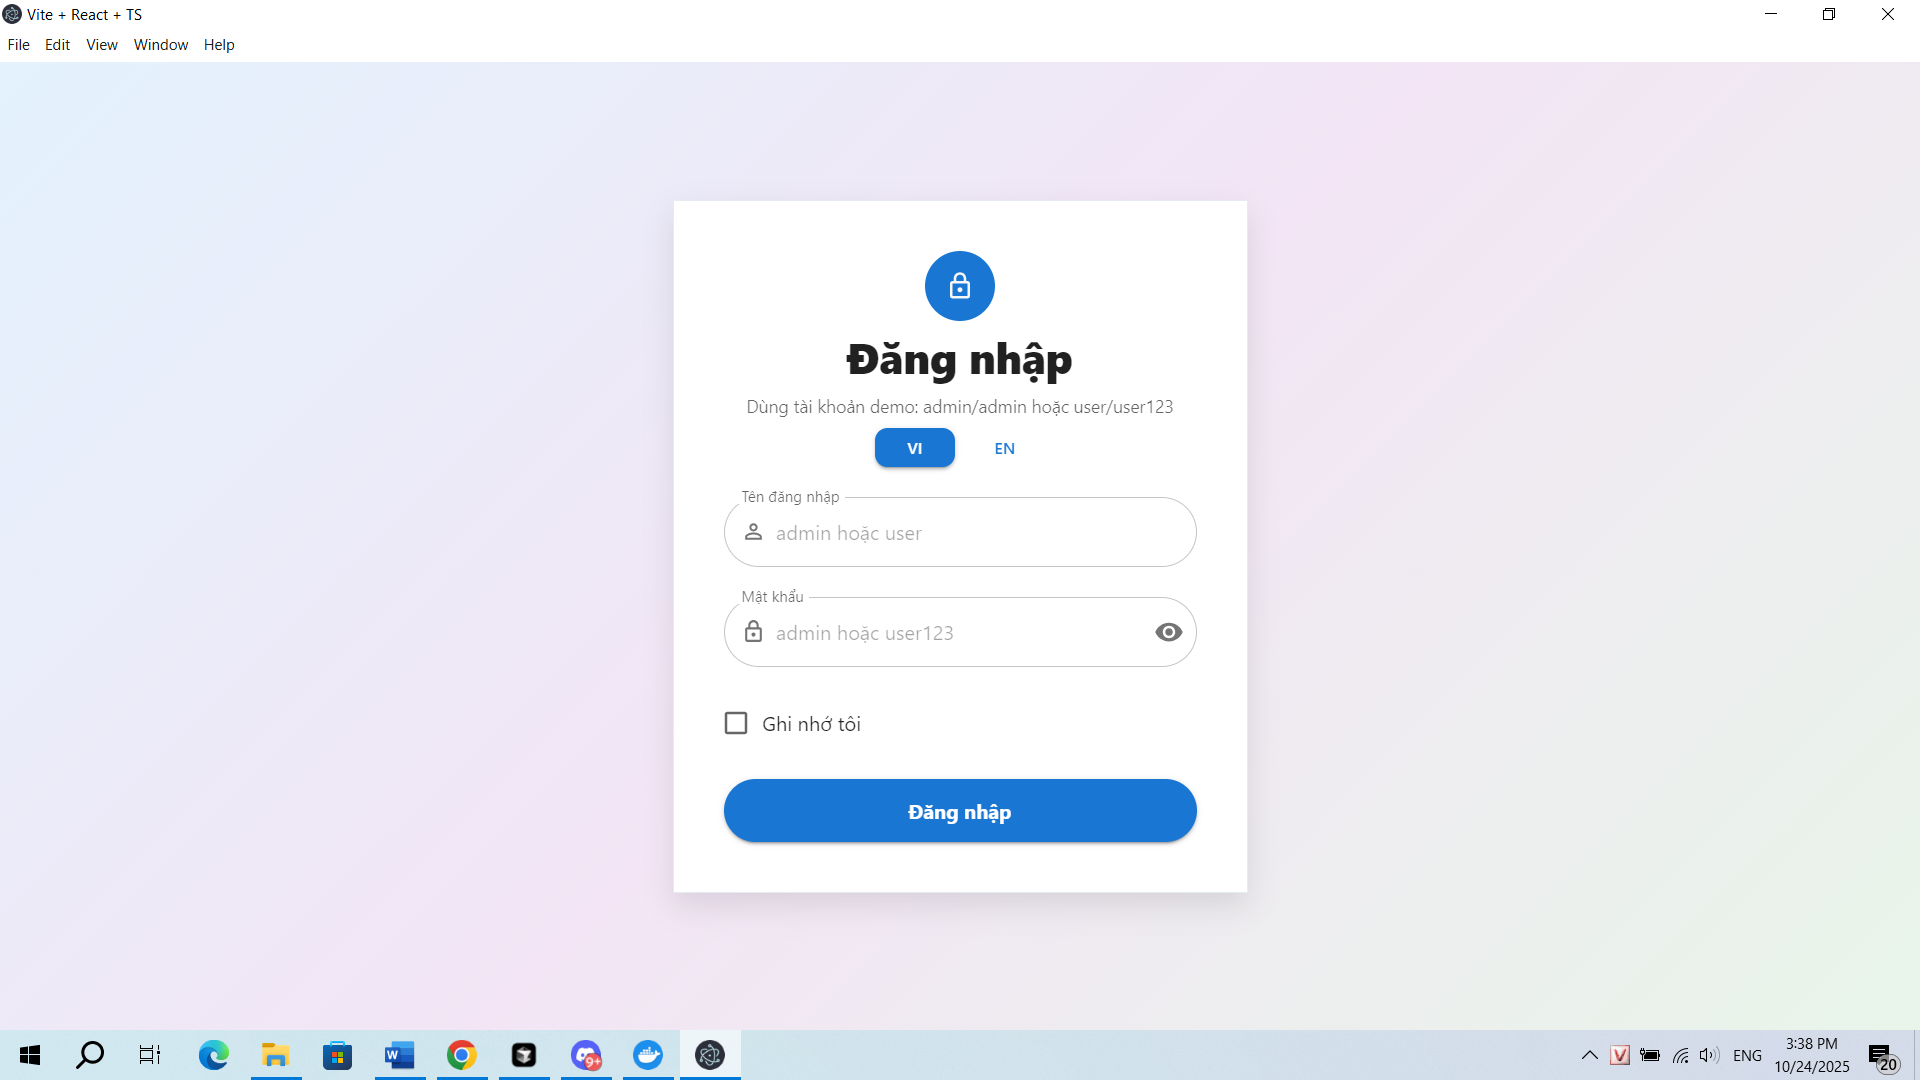 Vite + React + TS
File Edit View Window Help
Đăng nhập
Dùng tài khoản demo: admin/admin hoặc user/user123
VI EN
Tên đăng nhập
admin hoặc user
Mật khẩu
admin hoặc user123
Ghi nhớ tôi
Đăng nhập
W
9+
V
ENG
3:38 PM
10/24/2025
20